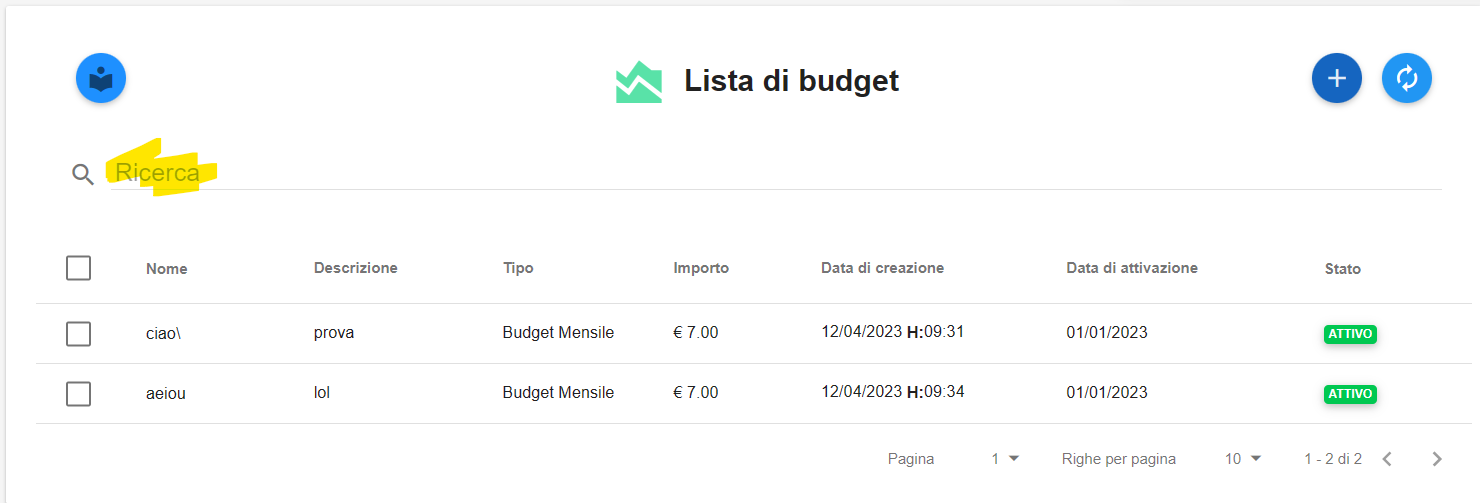 Lista di budget
Ricerca
Nome Descrizione Tipo Importo Data di creazione Data di attivazione Stato
ciao\ prova Budget Mensile € 7.00 12/04/2023 H:09:31 01/01/2023 ATTIVO
aeiou lol Budget Mensile € 7.00 12/04/2023 H:09:34 01/01/2023 ATTIVO
Pagina 1 Righe per pagina 10 1 - 2 di 2